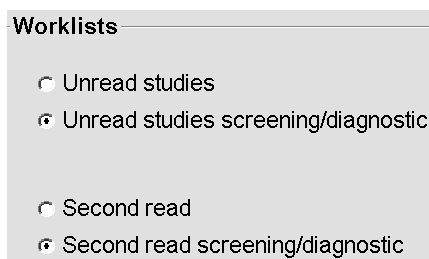 Worklists
Unread studies
Unread studies screening/diagnostic
Second read
Second read screening/diagnostic